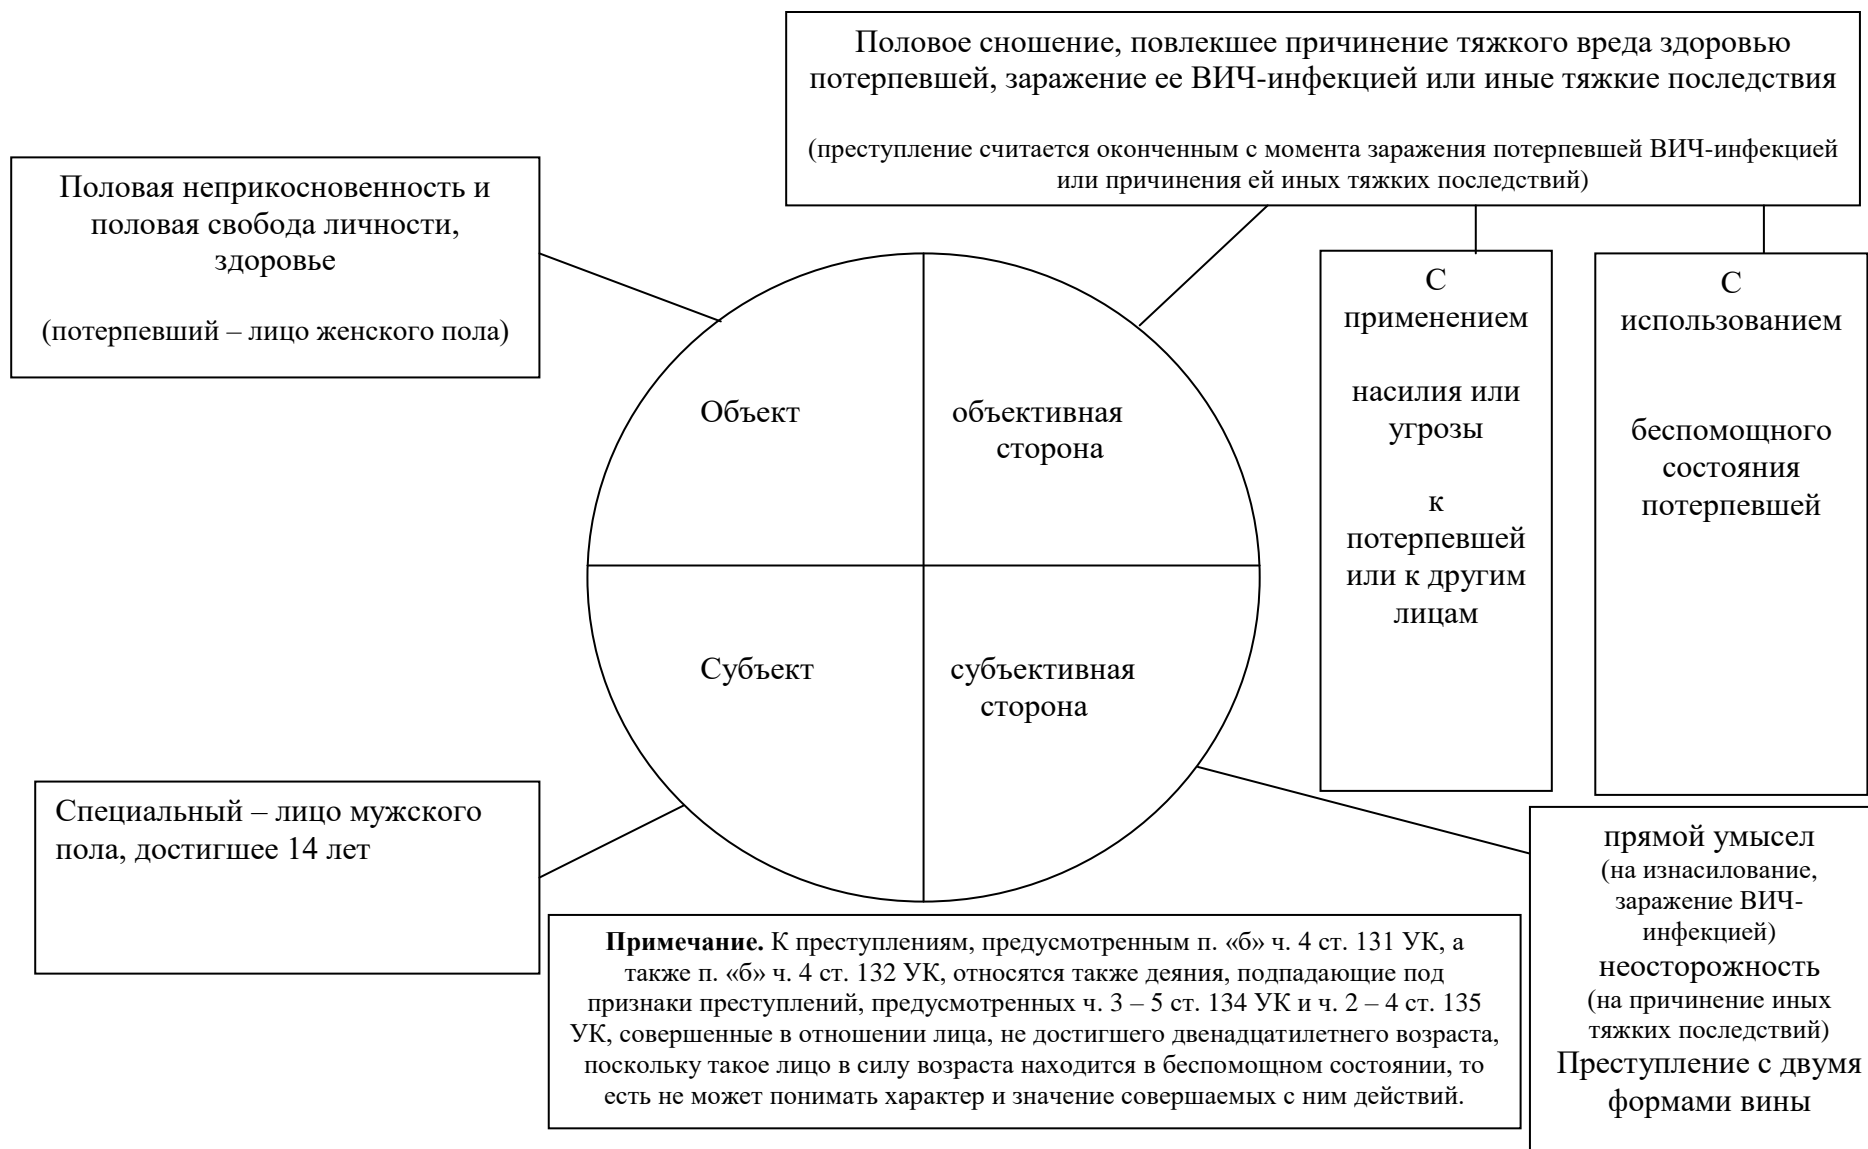 Половое сношение, повлекшее причинение тяжкого вреда здоровью
потерпевшей, заражение ее ВИЧ-инфекцией или иные тяжкие последствия
(преступление считается оконченным с момента заражения потерпевшей ВИЧ-инфекцией
или причинения ей иных тяжких последствий)
Половая неприкосновенность и
половая свобода личности,
здоровье
(потерпевший – лицо женского пола)
С
применением
насилия или
угрозы
к
потерпевшей
или к другим
лицам
С
использованием
беспомощного
состояния
потерпевшей
Объект
объективная
сторона
Субъект
субъективная
сторона
Специальный – лицо мужского
пола, достигшее 14 лет
прямой умысел
(на изнасилование,
заражение ВИЧ-
инфекцией)
неосторожность
(на причинение иных
тяжких последствий)
Преступление с двумя
формами вины
Примечание. К преступлениям, предусмотренным п. «б» ч. 4 ст. 131 УК, а
также п. «б» ч. 4 ст. 132 УК, относятся также деяния, подпадающие под
признаки преступлений, предусмотренных ч. 3 – 5 ст. 134 УК и ч. 2 – 4 ст. 135
УК, совершенные в отношении лица, не достигшего двенадцатилетнего возраста,
поскольку такое лицо в силу возраста находится в беспомощном состоянии, то
есть не может понимать характер и значение совершаемых с ним действий.